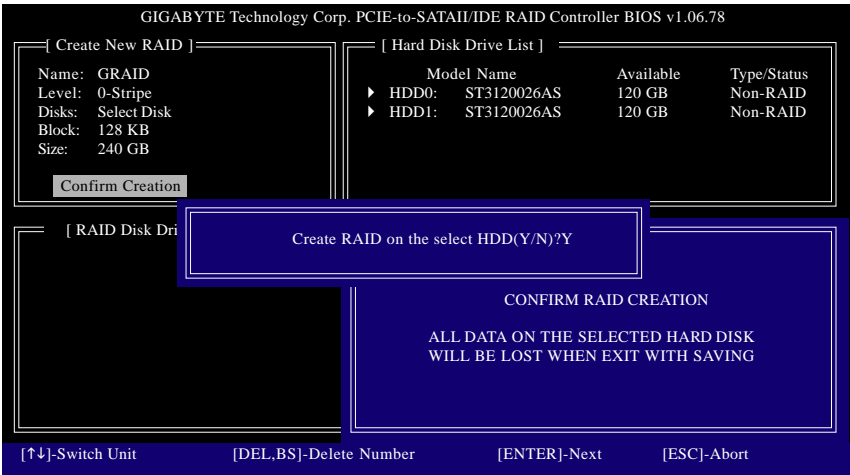 GIGABYTE Technology Corp. PCIE-to-SATAII/IDE RAID Controller BIOS v1.06.78
[ Create New RAID ]
Name: GRAID
Level: 0-Stripe
Disks: Select Disk
Block: 128 KB
Size: 240 GB
Confirm Creation
[ Hard Disk Drive List ]
Model Name Available Type/Status
HDD0: ST3120026AS 120 GB Non-RAID
HDD1: ST3120026AS 120 GB Non-RAID
[ RAID Disk Dri
Create RAID on the select HDD(Y/N)?Y
CONFIRM RAID CREATION
ALL DATA ON THE SELECTED HARD DISK
WILL BE LOST WHEN EXIT WITH SAVING
[↑↓]-Switch Unit [DEL,BS]-Delete Number [ENTER]-Next [ESC]-Abort